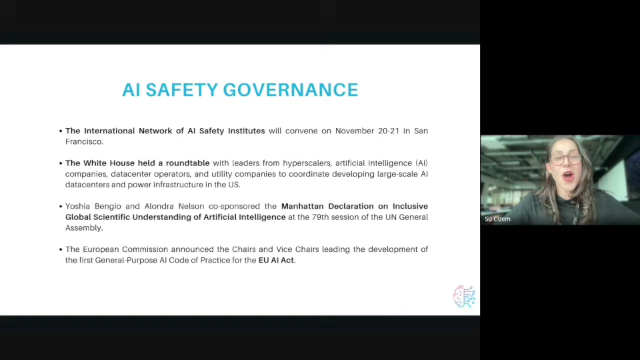 AI SAFETY GOVERNANCE
• The International Network of AI Safety Institutes will convene on November 20-21 in San
Francisco.
• The White House held a roundtable with leaders from hyperscalers, artificial intelligence (AI)
companies, datacenter operators, and utility companies to coordinate developing large-scale AI
datacenters and power infrastructure in the US.
• Yoshia Bengio and Alondra Nelson co-sponsored the Manhattan Declaration on Inclusive
Global Scientific Understanding of Artificial Intelligence at the 79th session of the UN General
Assembly.
• The European Commission announced the Chairs and Vice Chairs leading the development of
the first General-Purpose AI Code of Practice for the EU AI Act.
Su Cizem